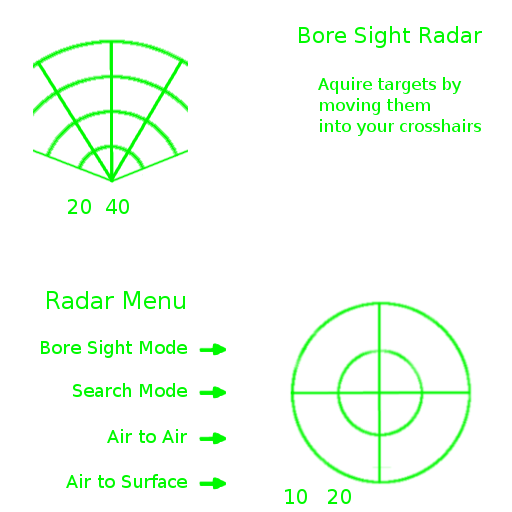 Bore Sight Radar
Aquire targets by
moving them
into your crosshairs
20 40
Radar Menu
Bore Sight Mode
Search Mode
Air to Air
Air to Surface
10 20